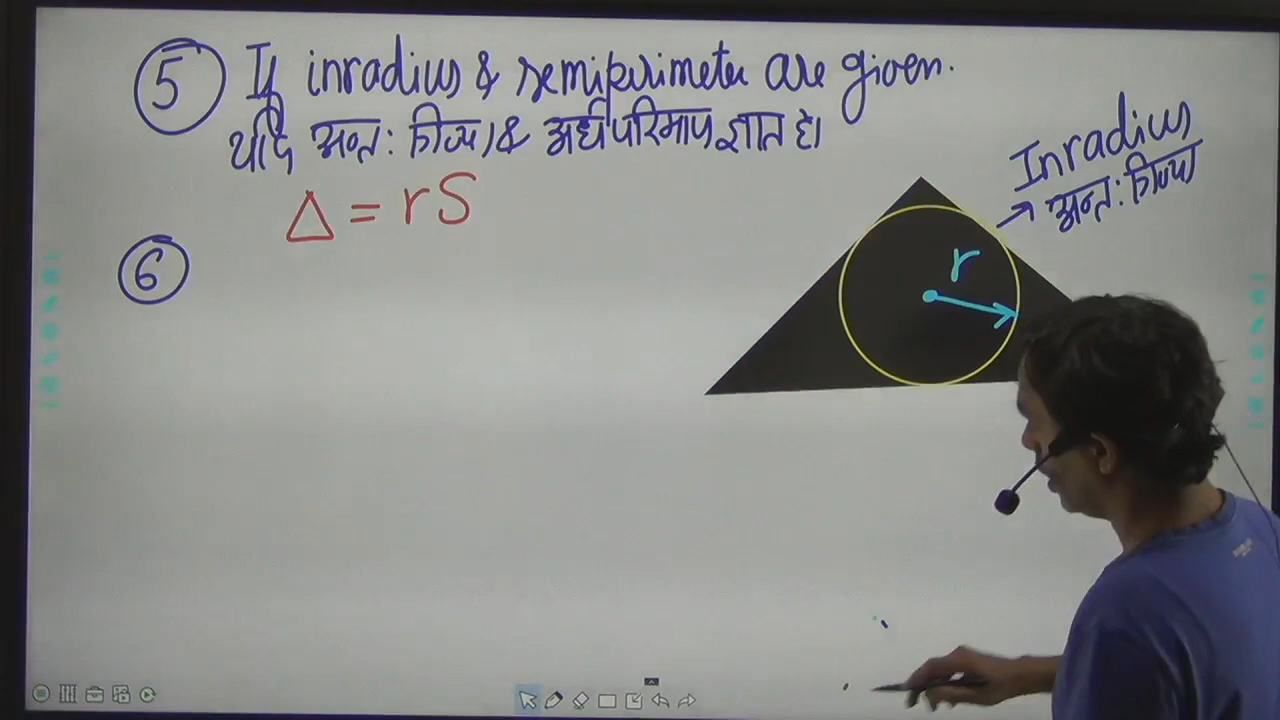 5 If inradius & semiperimeter are given.
यदि अन्त: त्रिज्या & अर्धपरिमाप ज्ञात है।
Δ = rS
6
Inradius
→ अन्त: त्रिज्या
r